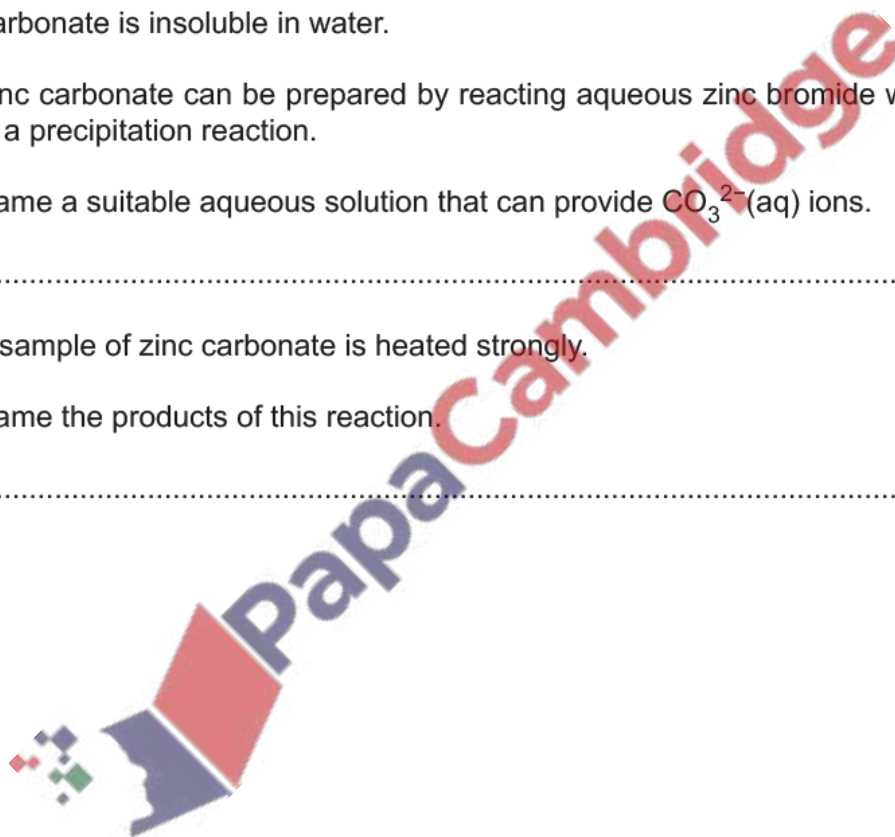 arbonate is insoluble in water.
nc carbonate can be prepared by reacting aqueous zinc bromide w
a precipitation reaction.
ame a suitable aqueous solution that can provide CO₃²⁻(aq) ions.
................................................................................................................
sample of zinc carbonate is heated strongly.
ame the products of this reaction.
................................................................................................................
PapaCambridge